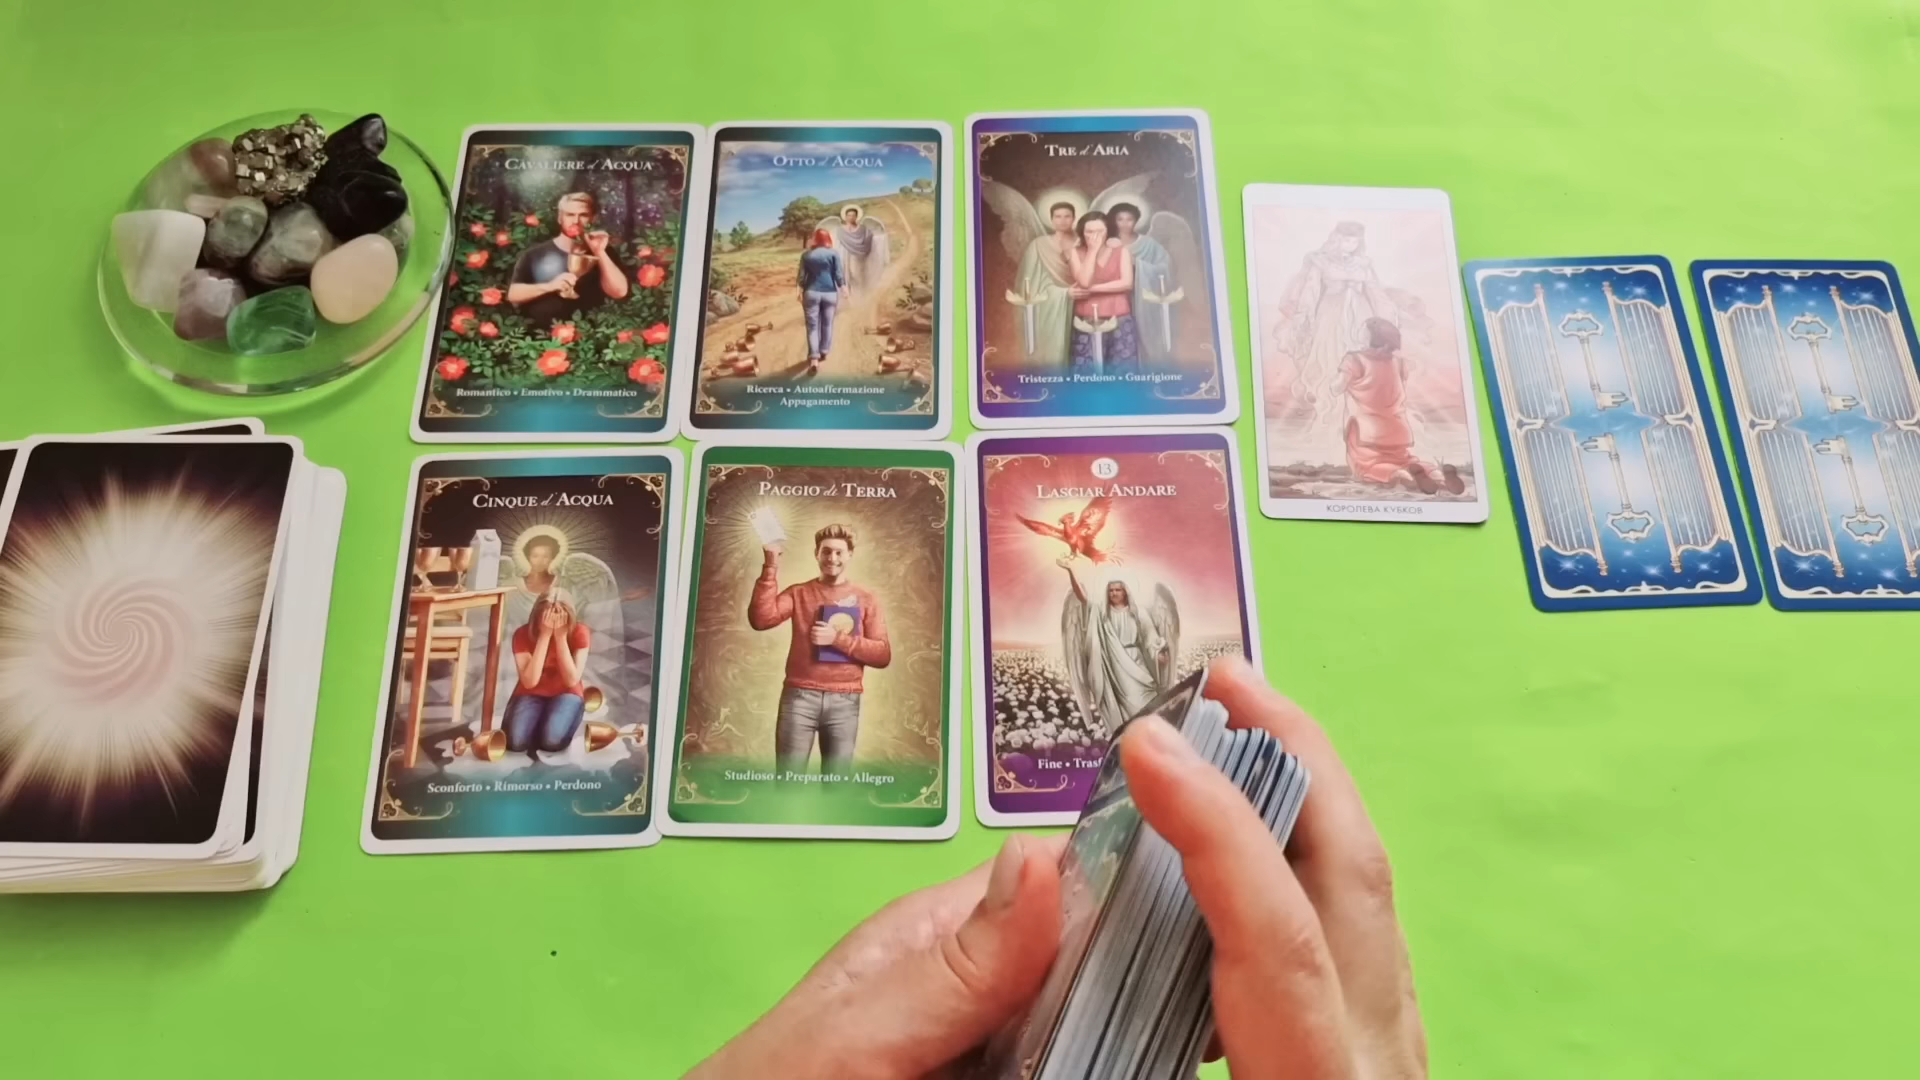 CAVALIERE d'ACQUA
Romantico • Emotivo • Drammatico
OTTO d'ACQUA
Ricerca • Autoaffermazione
Appagamento
TRE d'ARIA
Tristezza • Perdono • Guarigione
КОРОЛЕВА КУБКОВ
CINQUE d'ACQUA
Sconforto • Rimorso • Perdono
PAGGIO di TERRA
Studioso • Preparato • Allegro
13
LASCIAR ANDARE
Fine •